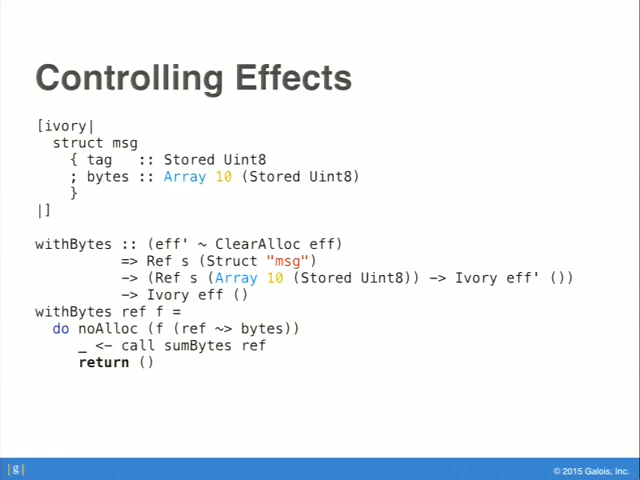 Controlling Effects
[ivory|
struct msg
{ tag :: Stored Uint8
; bytes :: Array 10 (Stored Uint8)
}
|]
withBytes :: (eff' ~ ClearAlloc eff)
=> Ref s (Struct "msg")
-> (Ref s (Array 10 (Stored Uint8)) -> Ivory eff' ())
-> Ivory eff ()
withBytes ref f =
do noAlloc (f (ref ~> bytes))
_ <- call sumBytes ref
return ()
|g|
© 2015 Galois, Inc.